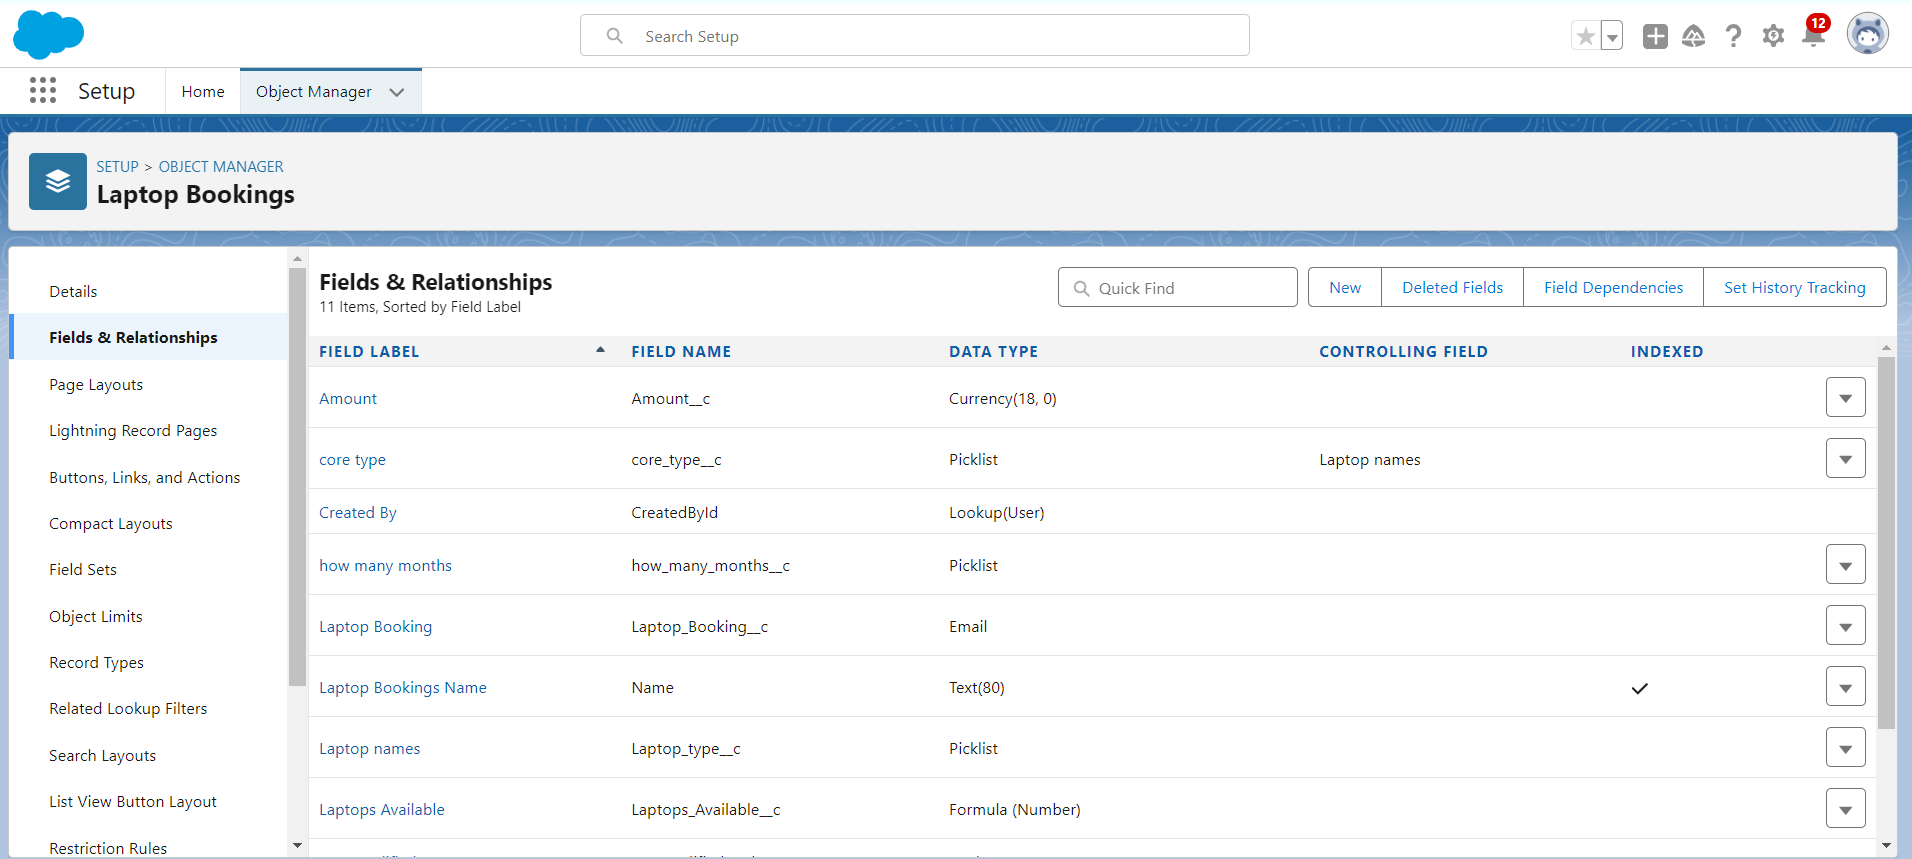 Search Setup
12
Setup
Home
Object Manager
SETUP > OBJECT MANAGER
Laptop Bookings
Details
Fields & Relationships
Page Layouts
Lightning Record Pages
Buttons, Links, and Actions
Compact Layouts
Field Sets
Object Limits
Record Types
Related Lookup Filters
Search Layouts
List View Button Layout
Restriction Rules
Fields & Relationships
11 Items, Sorted by Field Label
Quick Find
New
Deleted Fields
Field Dependencies
Set History Tracking
FIELD LABEL FIELD NAME DATA TYPE CONTROLLING FIELD INDEXED
Amount Amount__c Currency(18, 0)
core type core_type__c Picklist Laptop names
Created By CreatedById Lookup(User)
how many months how_many_months__c Picklist
Laptop Booking Laptop_Booking__c Email
Laptop Bookings Name Name Text(80)
Laptop names Laptop_type__c Picklist
Laptops Available Laptops_Available__c Formula (Number)